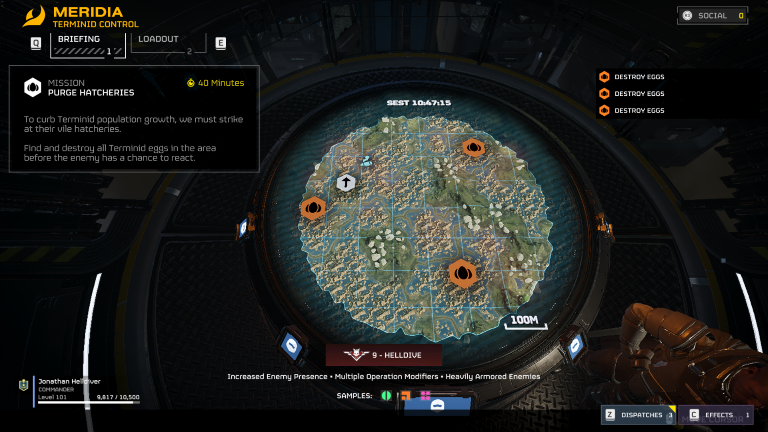 MERIDIA
TERMINID CONTROL
SOCIAL 0
Q
BRIEFING
1
LOADOUT
2
E
MISSION
PURGE HATCHERIES
40 Minutes
To curb Terminid population growth, we must strike
at their vile hatcheries.
Find and destroy all Terminid eggs in the area
before the enemy has a chance to react.
DESTROY EGGS
DESTROY EGGS
DESTROY EGGS
SEST 10:47:15
100M
9 - HELLDIVE
Increased Enemy Presence • Multiple Operation Modifiers • Heavily Armored Enemies
SAMPLES:
Jonathan Helldiver
COMMANDER
Level 101
9,817 / 10,500
Z DISPATCHES 3
C EFFECTS 1
MOVE CURSOR